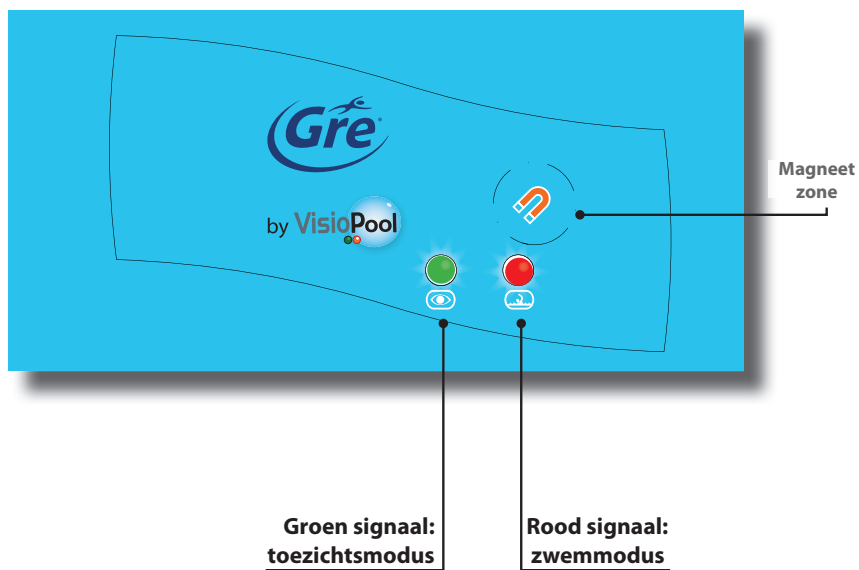 Gre
Magneet
zone
by VisioPool
Groen signaal:
toezichtsmodus
Rood signaal:
zwemmodus